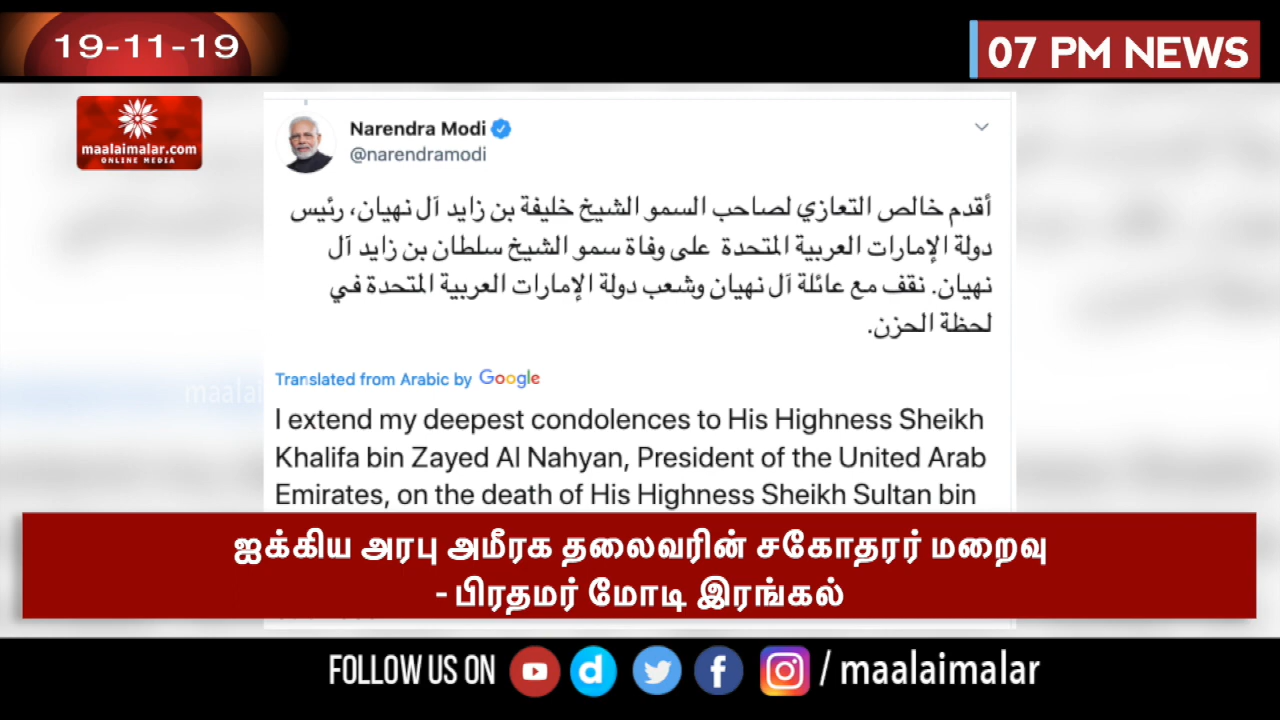 19-11-19
07 PM NEWS
maalaimalar.com
ONLINE MEDIA
Narendra Modi
@narendramodi
أقدم خالص التعازي لصاحب السمو الشيخ خليفة بن زايد آل نهيان، رئيس
دولة الإمارات العربية المتحدة على وفاة سمو الشيخ سلطان بن زايد آل
نهيان. نقف مع عائلة آل نهيان وشعب دولة الإمارات العربية المتحدة في
لحظة الحزن.
Translated from Arabic by Google
I extend my deepest condolences to His Highness Sheikh
Khalifa bin Zayed Al Nahyan, President of the United Arab
Emirates, on the death of His Highness Sheikh Sultan bin
ஐக்கிய அரபு அமீரக தலைவரின் சகோதரர் மறைவு
- பிரதமர் மோடி இரங்கல்
FOLLOW US ON / maalaimalar